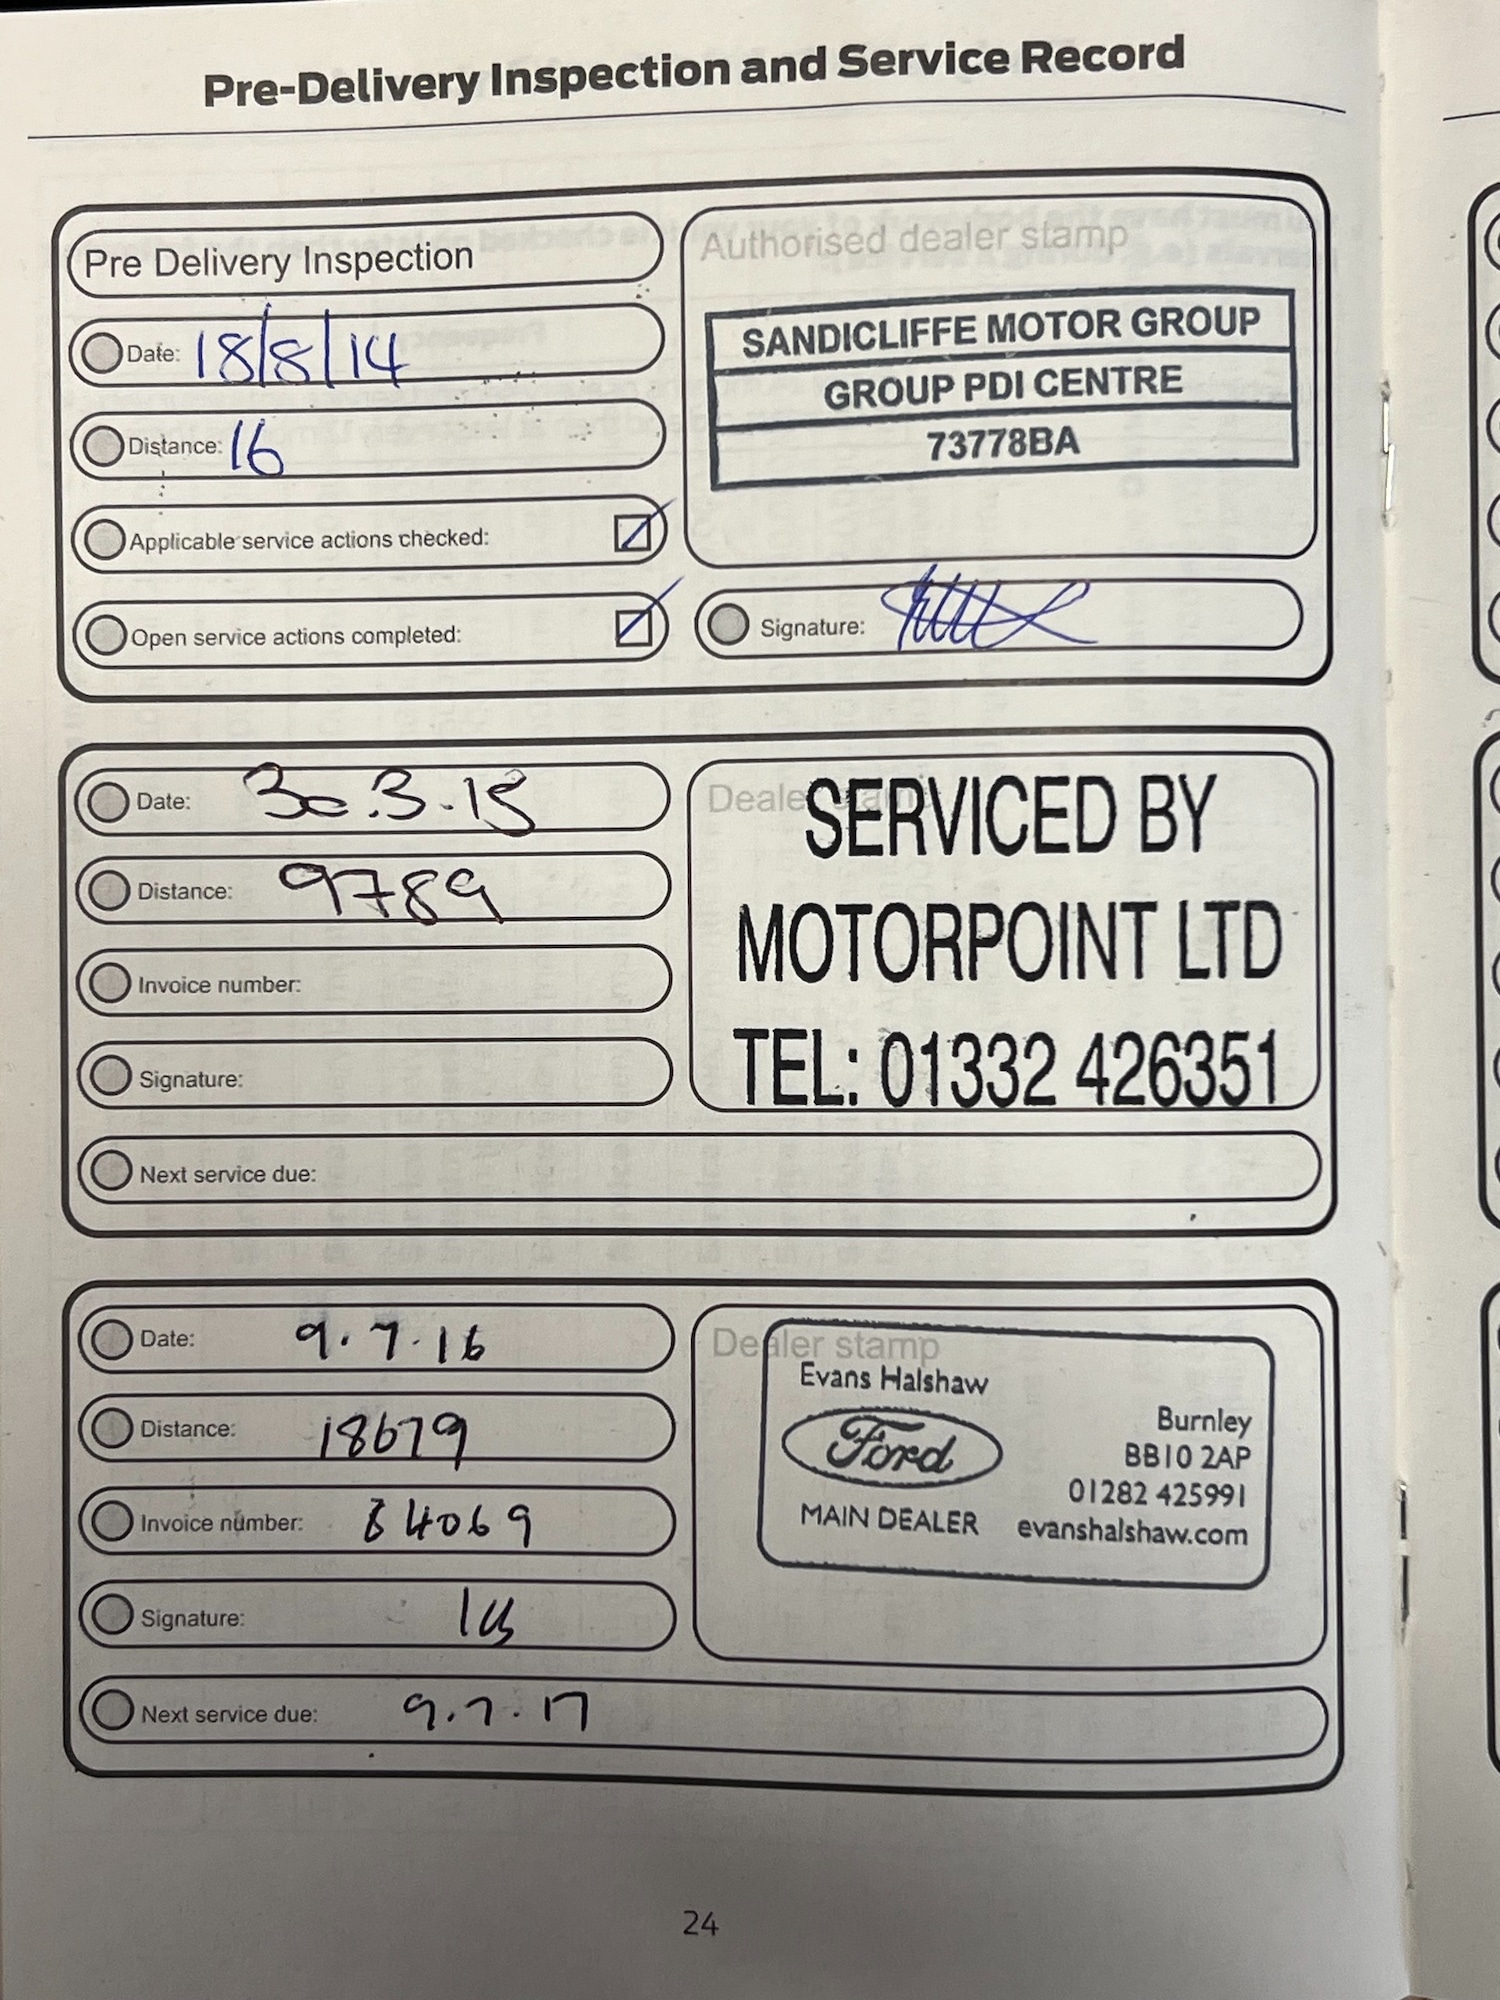 Pre-Delivery Inspection and Service Record
Pre Delivery Inspection
Date: 18/8/14
Distance: 16
Applicable service actions checked:
Open service actions completed:
Authorised dealer stamp
SANDICLIFFE MOTOR GROUP
GROUP PDI CENTRE
73778BA
Signature:
Date: 30.3.15
Distance: 9789
Invoice number:
Signature:
Next service due:
Dealer stamp
SERVICED BY
MOTORPOINT LTD
TEL: 01332 426351
Date: 9.7.16
Distance: 18679
Invoice number: 84069
Signature:
Next service due: 9.7.17
Dealer stamp
Evans Halshaw
Ford
MAIN DEALER
Burnley
BB10 2AP
01282 425991
evanshalshaw.com
24